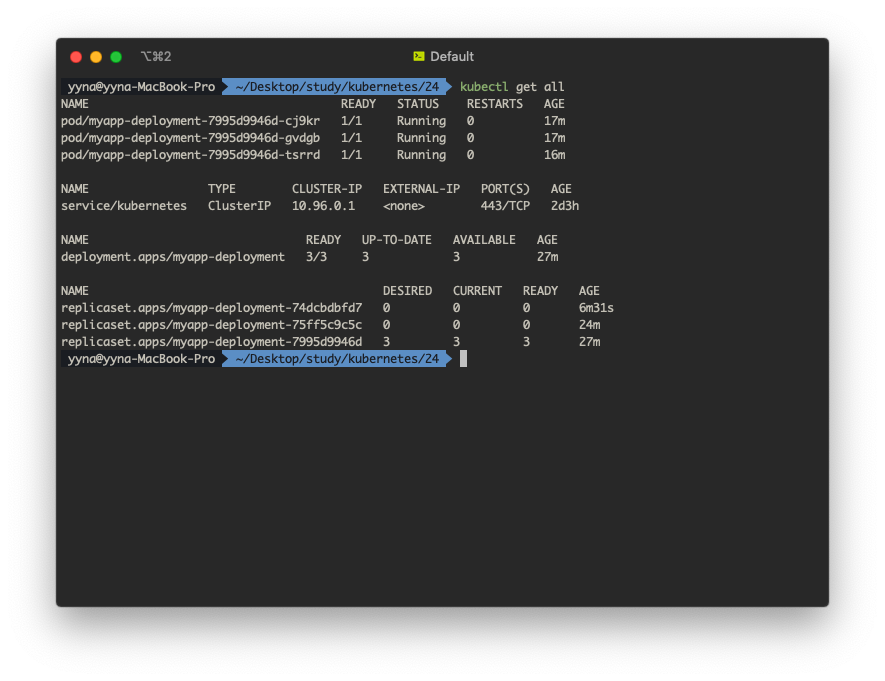 ⌥⌘2
Default
yyna@yyna-MacBook-Pro ~/Desktop/study/kubernetes/24 kubectl get all
NAME READY STATUS RESTARTS AGE
pod/myapp-deployment-7995d9946d-cj9kr 1/1 Running 0 17m
pod/myapp-deployment-7995d9946d-gvdgb 1/1 Running 0 17m
pod/myapp-deployment-7995d9946d-tsrrd 1/1 Running 0 16m
NAME TYPE CLUSTER-IP EXTERNAL-IP PORT(S) AGE
service/kubernetes ClusterIP 10.96.0.1 <none> 443/TCP 2d3h
NAME READY UP-TO-DATE AVAILABLE AGE
deployment.apps/myapp-deployment 3/3 3 3 27m
NAME DESIRED CURRENT READY AGE
replicaset.apps/myapp-deployment-74dcbdbfd7 0 0 0 6m31s
replicaset.apps/myapp-deployment-75ff5c9c5c 0 0 0 24m
replicaset.apps/myapp-deployment-7995d9946d 3 3 3 27m
yyna@yyna-MacBook-Pro ~/Desktop/study/kubernetes/24